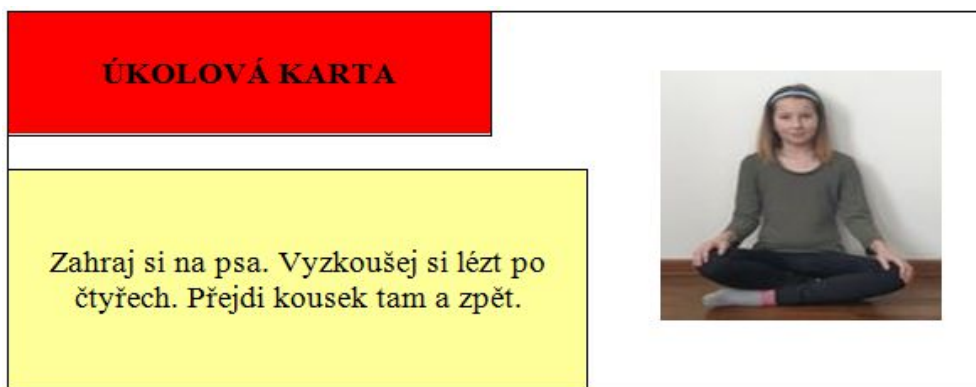 ÚKOLOVÁ KARTA
Zahraj si na psa. Vyzkoušej si lézt po
čtyřech. Přejdi kousek tam a zpět.